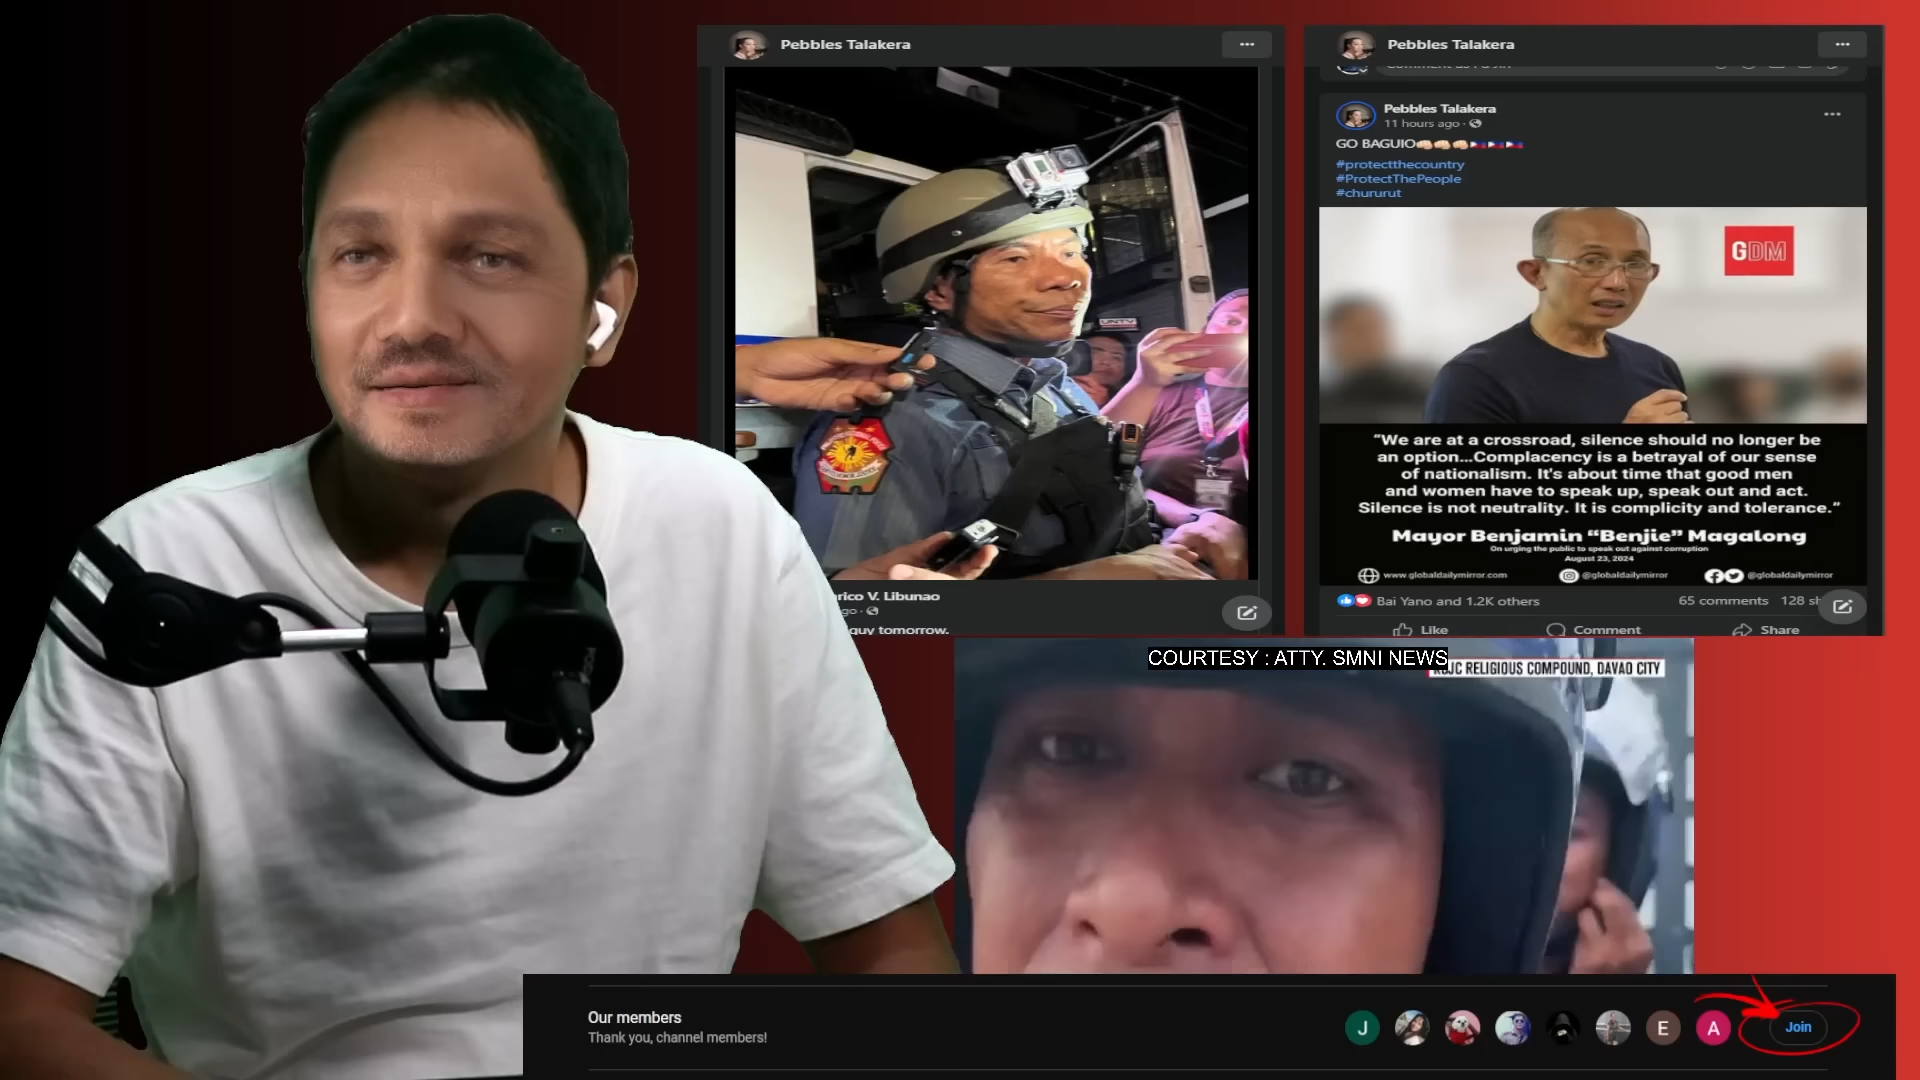 Pebbles Talakera
UNTV
rico V. Libunao
go ·
guy tomorrow.
Pebbles Talakera
Pebbles Talakera
11 hours ago ·
GO BAGUIO
#protectthecountry
#ProtectThePeople
#chururut
GDM
“We are at a crossroad, silence should no longer be
an option...Complacency is a betrayal of our sense
of nationalism. It's about time that good men
and women have to speak up, speak out and act.
Silence is not neutrality. It is complicity and tolerance.”
Mayor Benjamin “Benjie” Magalong
On urging the public to speak out against corruption
August 23, 2024
www.globaldailymirror.com
@globaldailymirror
@globaldailymirror
Bai Yano and 1.2K others
65 comments 128 sh
Like
Comment
Share
COURTESY : ATTY. SMNI NEWS
KOJC RELIGIOUS COMPOUND, DAVAO CITY
Our members
Thank you, channel members!
J
E
A
Join